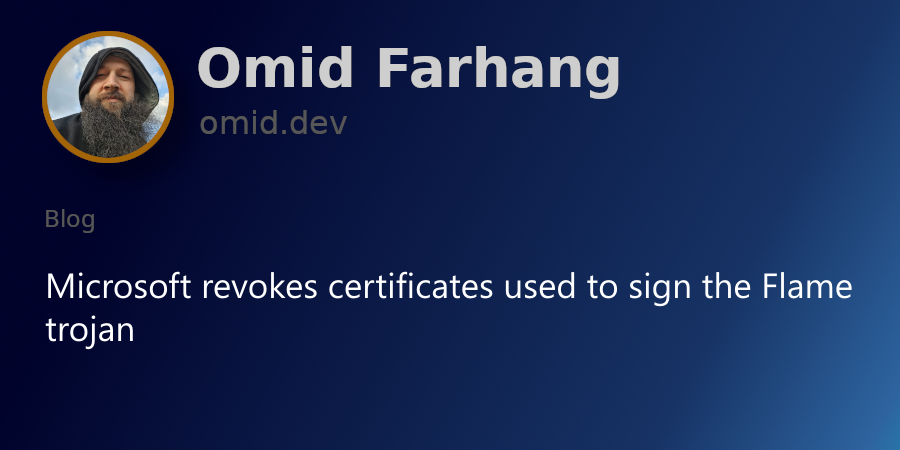 Omid Farhang
omid.dev
Blog
Microsoft revokes certificates used to sign the Flame
trojan